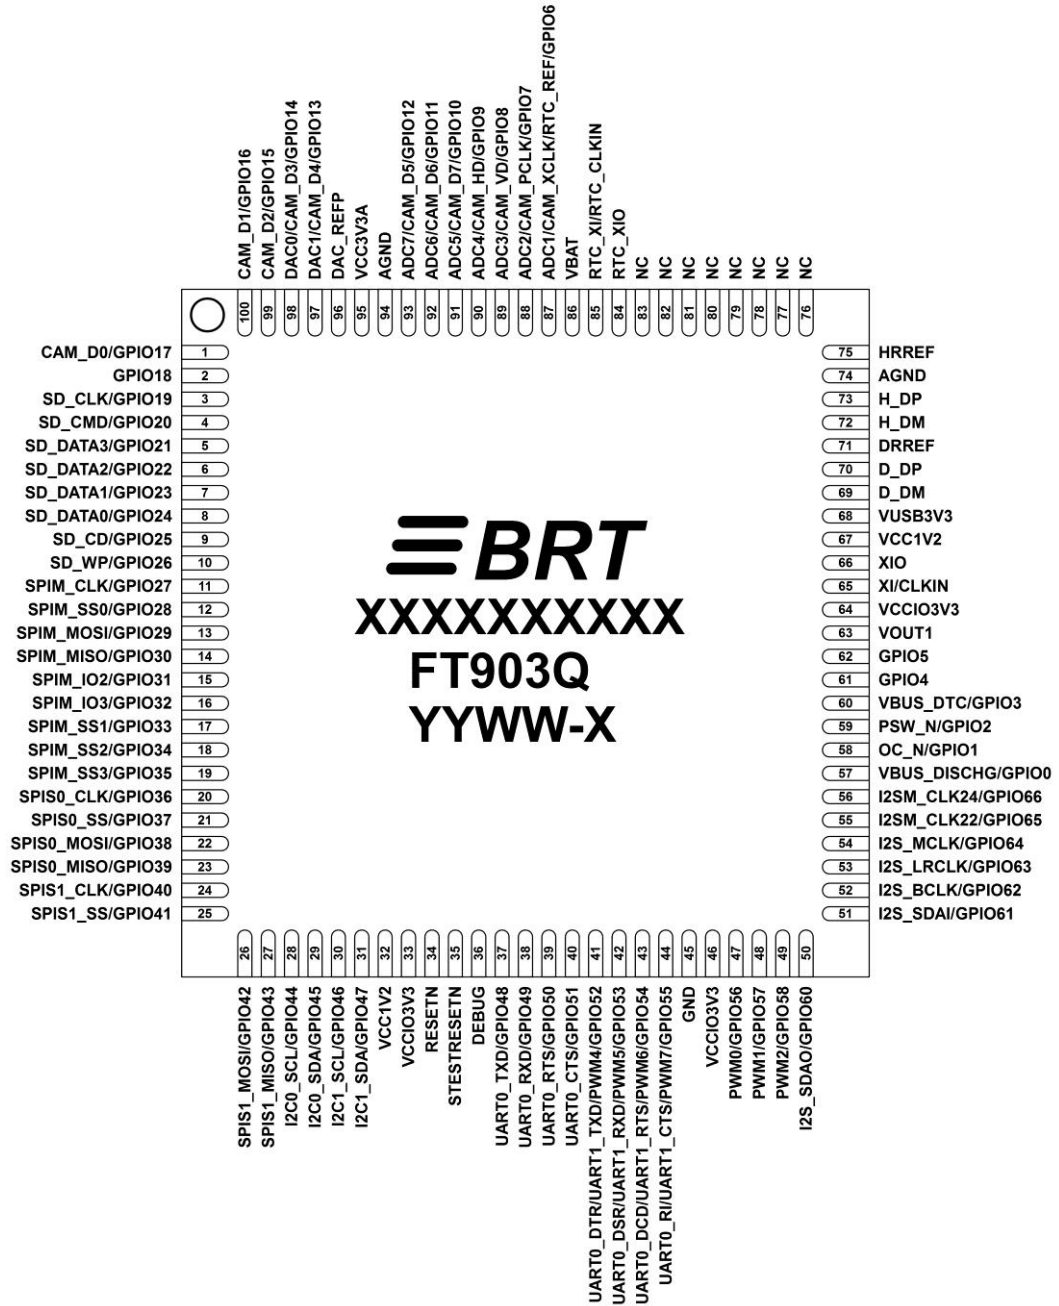 CAM_D1/GPIO16
CAM_D2/GPIO15
DAC0/CAM_D3/GPIO14
DAC1/CAM_D4/GPIO13
DAC_REFP
VCC3V3A
AGND
ADC7/CAM_D5/GPIO12
ADC6/CAM_D6/GPIO11
ADC5/CAM_D7/GPIO10
ADC4/CAM_HD/GPIO9
ADC3/CAM_VD/GPIO8
ADC2/CAM_PCLK/GPIO7
ADC1/CAM_XCLK/RTC_REF/GPIO6
VBAT
RTC_XI/RTC_CLKIN
RTC_XIO
NC
NC
NC
NC
NC
NC
NC
NC
100
99
98
97
96
95
94
93
92
91
90
89
88
87
86
85
84
83
82
81
80
79
78
77
76
CAM_D0/GPIO17 1
GPIO18 2
SD_CLK/GPIO19 3
SD_CMD/GPIO20 4
SD_DATA3/GPIO21 5
SD_DATA2/GPIO22 6
SD_DATA1/GPIO23 7
SD_DATA0/GPIO24 8
SD_CD/GPIO25 9
SD_WP/GPIO26 10
SPIM_CLK/GPIO27 11
SPIM_SS0/GPIO28 12
SPIM_MOSI/GPIO29 13
SPIM_MISO/GPIO30 14
SPIM_IO2/GPIO31 15
SPIM_IO3/GPIO32 16
SPIM_SS1/GPIO33 17
SPIM_SS2/GPIO34 18
SPIM_SS3/GPIO35 19
SPIS0_CLK/GPIO36 20
SPIS0_SS/GPIO37 21
SPIS0_MOSI/GPIO38 22
SPIS0_MISO/GPIO39 23
SPIS1_CLK/GPIO40 24
SPIS1_SS/GPIO41 25
BRT
XXXXXXXXXX
FT903Q
YYWW-X
75 HRREF
74 AGND
73 H_DP
72 H_DM
71 DRREF
70 D_DP
69 D_DM
68 VUSB3V3
67 VCC1V2
66 XIO
65 XI/CLKIN
64 VCCIO3V3
63 VOUT1
62 GPIO5
61 GPIO4
60 VBUS_DTC/GPIO3
59 PSW_N/GPIO2
58 OC_N/GPIO1
57 VBUS_DISCHG/GPIO0
56 I2SM_CLK24/GPIO66
55 I2SM_CLK22/GPIO65
54 I2S_MCLK/GPIO64
53 I2S_LRCLK/GPIO63
52 I2S_BCLK/GPIO62
51 I2S_SDAI/GPIO61
26
27
28
29
30
31
32
33
34
35
36
37
38
39
40
41
42
43
44
45
46
47
48
49
50
SPIS1_MOSI/GPIO42
SPIS1_MISO/GPIO43
I2C0_SCL/GPIO44
I2C0_SDA/GPIO45
I2C1_SCL/GPIO46
I2C1_SDA/GPIO47
VCC1V2
VCCIO3V3
RESETN
STESTRESETN
DEBUG
UART0_TXD/GPIO48
UART0_RXD/GPIO49
UART0_RTS/GPIO50
UART0_CTS/GPIO51
UART0_DTR/UART1_TXD/PWM4/GPIO52
UART0_DSR/UART1_RXD/PWM5/GPIO53
UART0_DCD/UART1_RTS/PWM6/GPIO54
UART0_RI/UART1_CTS/PWM7/GPIO55
GND
VCCIO3V3
PWM0/GPIO56
PWM1/GPIO57
PWM2/GPIO58
I2S_SDAO/GPIO60